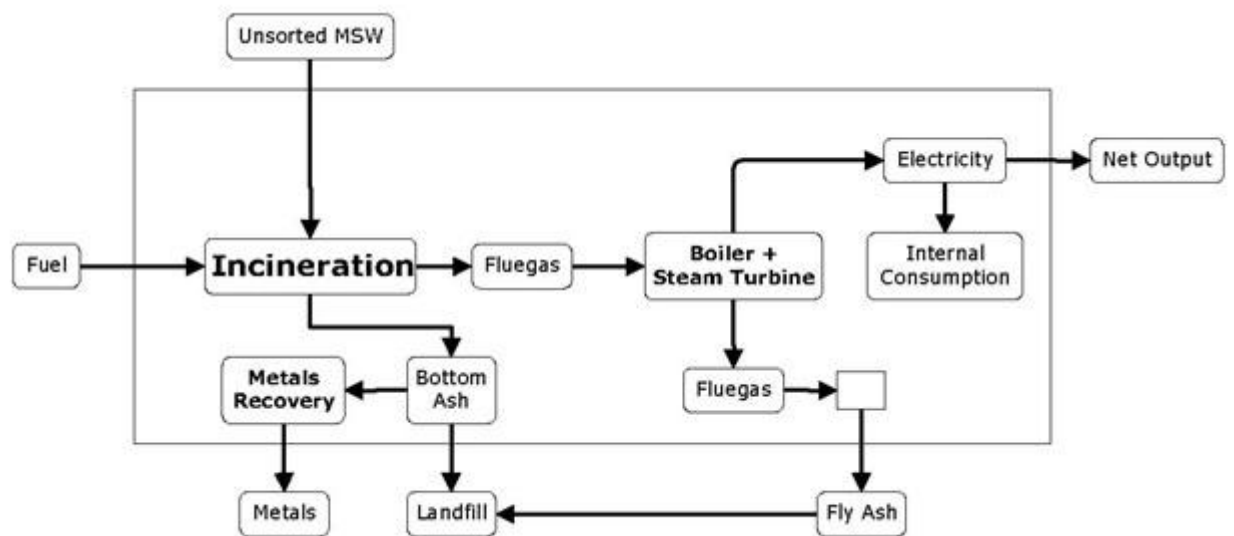 Unsorted MSW
Electricity
Net Output
Fuel
Incineration
Fluegas
Boiler +
Steam Turbine
Internal
Consumption
Metals
Recovery
Bottom
Ash
Fluegas
Metals
Landfill
Fly Ash